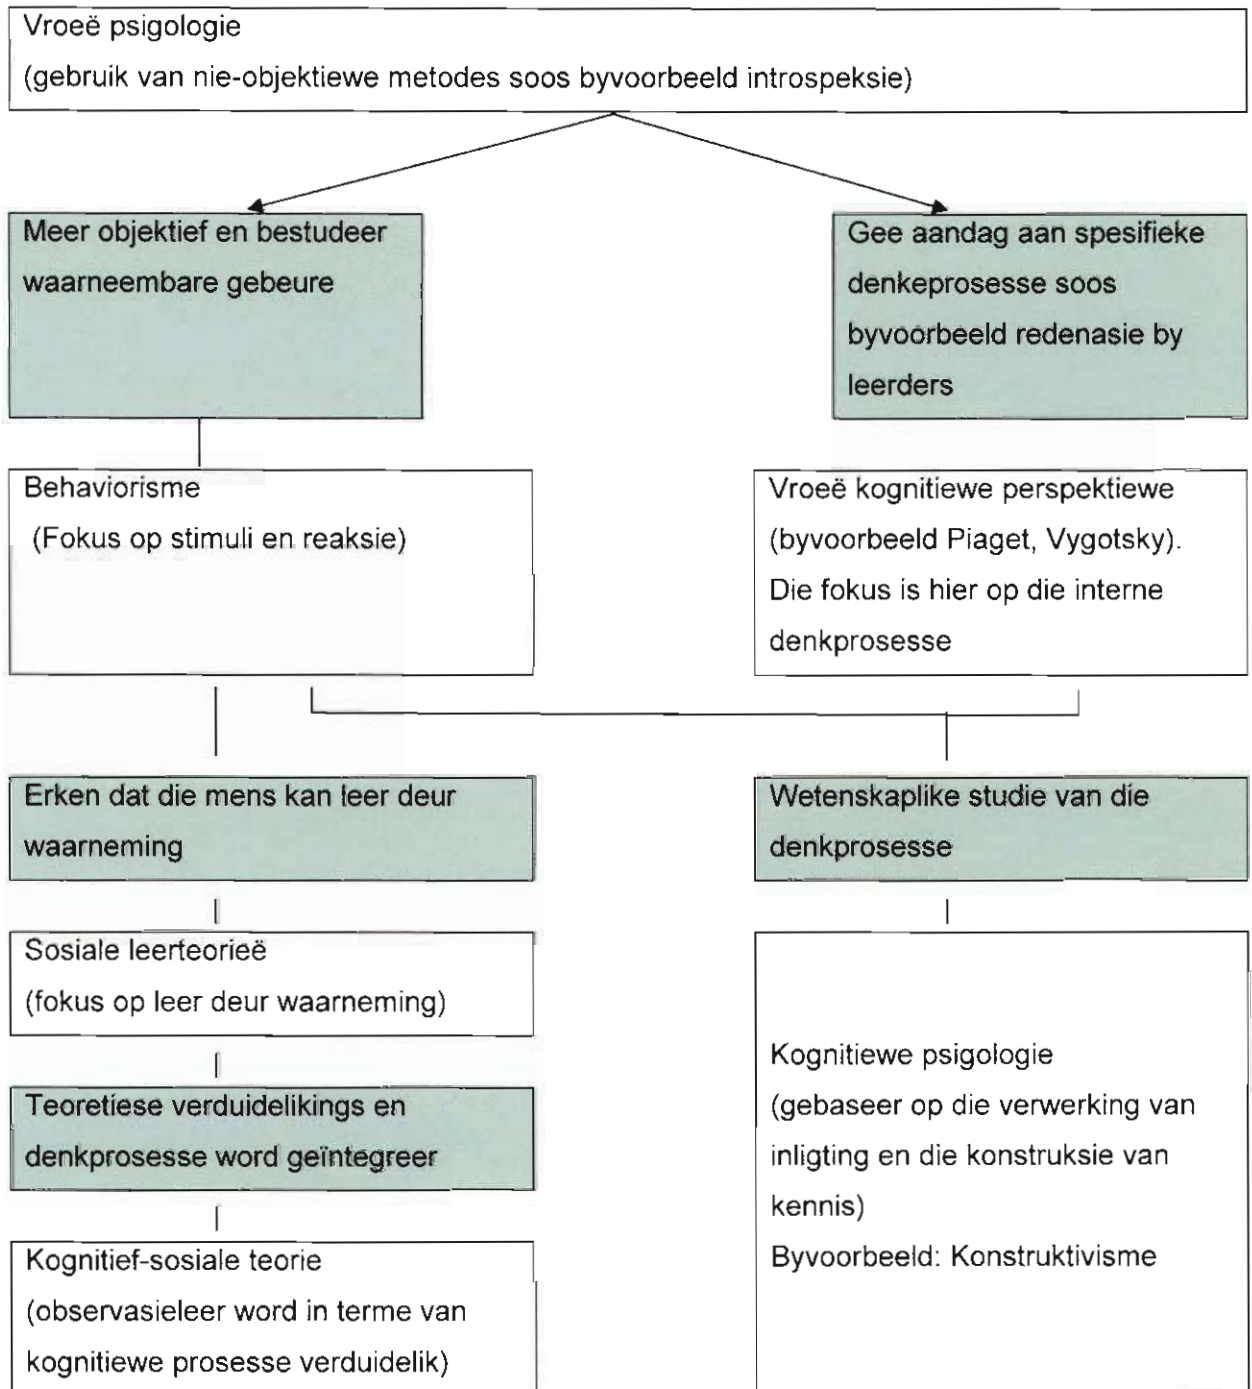 Vroeë psigologie
(gebruik van nie-objektiewe metodes soos byvoorbeeld introspeksie)
Meer objektief en bestudeer
waarneembare gebeure
Gee aandag aan spesifieke
denkeprosesse soos
byvoorbeeld redenasie by
leerders
Behaviorisme
(Fokus op stimuli en reaksie)
Vroeë kognitiewe perspektiewe
(byvoorbeeld Piaget, Vygotsky).
Die fokus is hier op die interne
denkprosesse
Erken dat die mens kan leer deur
waarneming
Wetenskaplike studie van die
denkprosesse
Sosiale leerteorieë
(fokus op leer deur waarneming)
Teoretiese verduidelikings en
denkprosesse word geïntegreer
Kognitief-sosiale teorie
(observasieleer word in terme van
kognitiewe prosesse verduidelik)
Kognitiewe psigologie
(gebaseer op die verwerking van
inligting en die konstruksie van
kennis)
Byvoorbeeld: Konstruktivisme